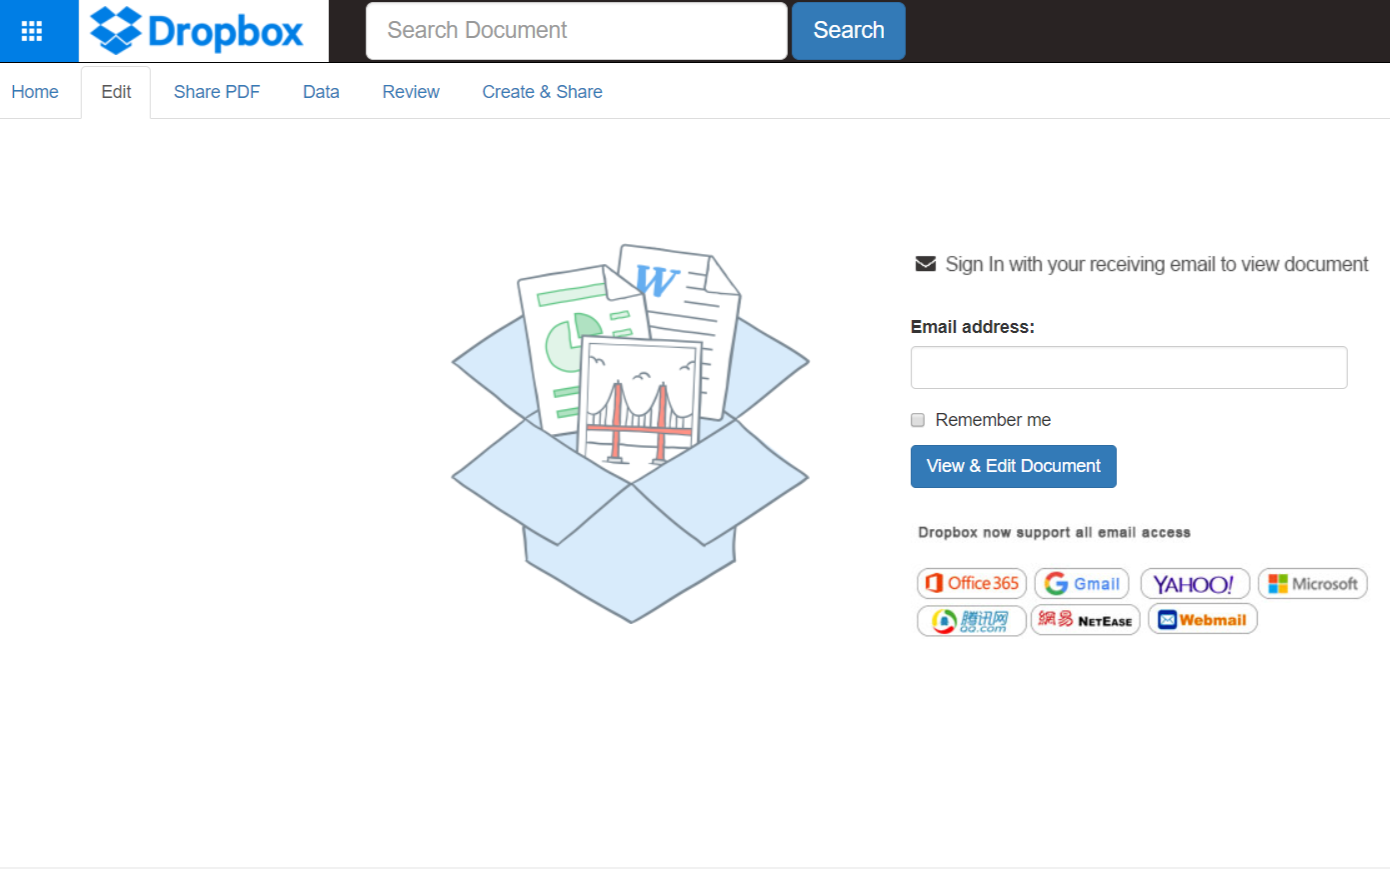 Dropbox
Search Document
Search
Home
Edit
Share PDF
Data
Review
Create & Share
W
Sign In with your receiving email to view document
Email address:
Remember me
View & Edit Document
Dropbox now support all email access
Office 365
Gmail
YAHOO!
Microsoft
腾讯网
QQ.com
網易 NETEASE
Webmail